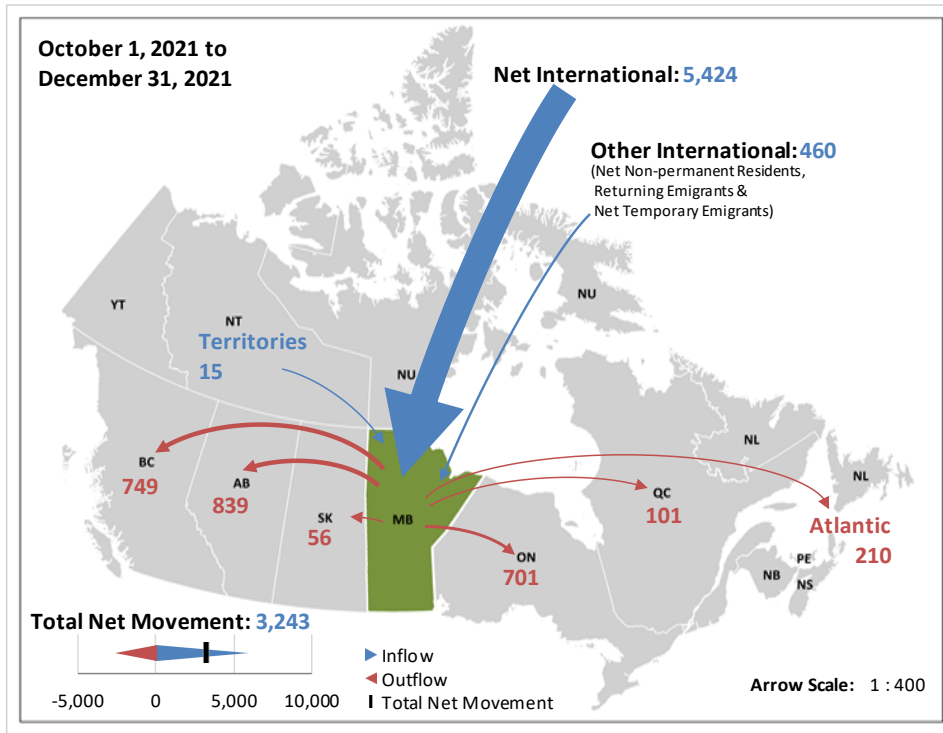 October 1, 2021 to
December 31, 2021
Net International: 5,424
Other International: 460
(Net Non-permanent Residents,
Returning Emigrants &
Net Temporary Emigrants)
YT
NT
NU
NU
Territories
15
BC
749
AB
839
SK
56
MB
ON
701
QC
101
NL
NL
Atlantic
210
PE
NB
NS
Total Net Movement: 3,243
-5,000 0 5,000 10,000
Inflow
Outflow
Total Net Movement
Arrow Scale: 1 : 400